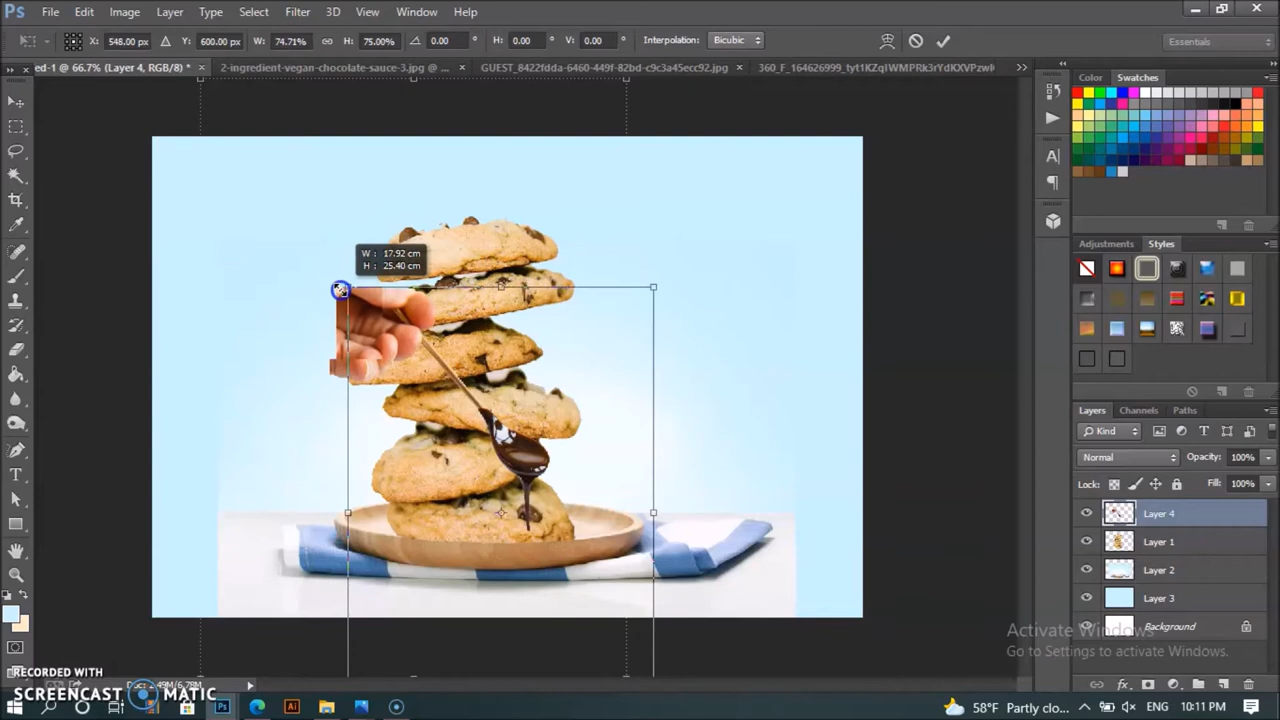 Ps File Edit Image Layer Type Select Filter 3D View Window Help
X: 548.00 px Y: 600.00 px W: 74.71% H: 75.00% 0.00 ° H: 0.00 ° V: 0.00 ° Interpolation: Bicubic Essentials
ed-1 @ 66.7% (Layer 4, RGB/8) * × 2-ingredient-vegan-chocolate-sauce-3.jpg @ ... × GUEST_8422fdda-6460-449f-82bd-c9c3a45ecc92.jpg ×
Color Swatches
W : 17.92 cm
H : 25.40 cm
Adjustments Styles
Layers Channels Paths
Kind
Normal Opacity: 100%
Lock: Fill: 100%
Layer 4
Layer 1
Layer 2
Layer 3
Background
Activate Windows
Go to Settings to activate Windows.
RECORDED WITH
SCREENCAST MATIC
58°F Partly clo... ENG 10:11 PM